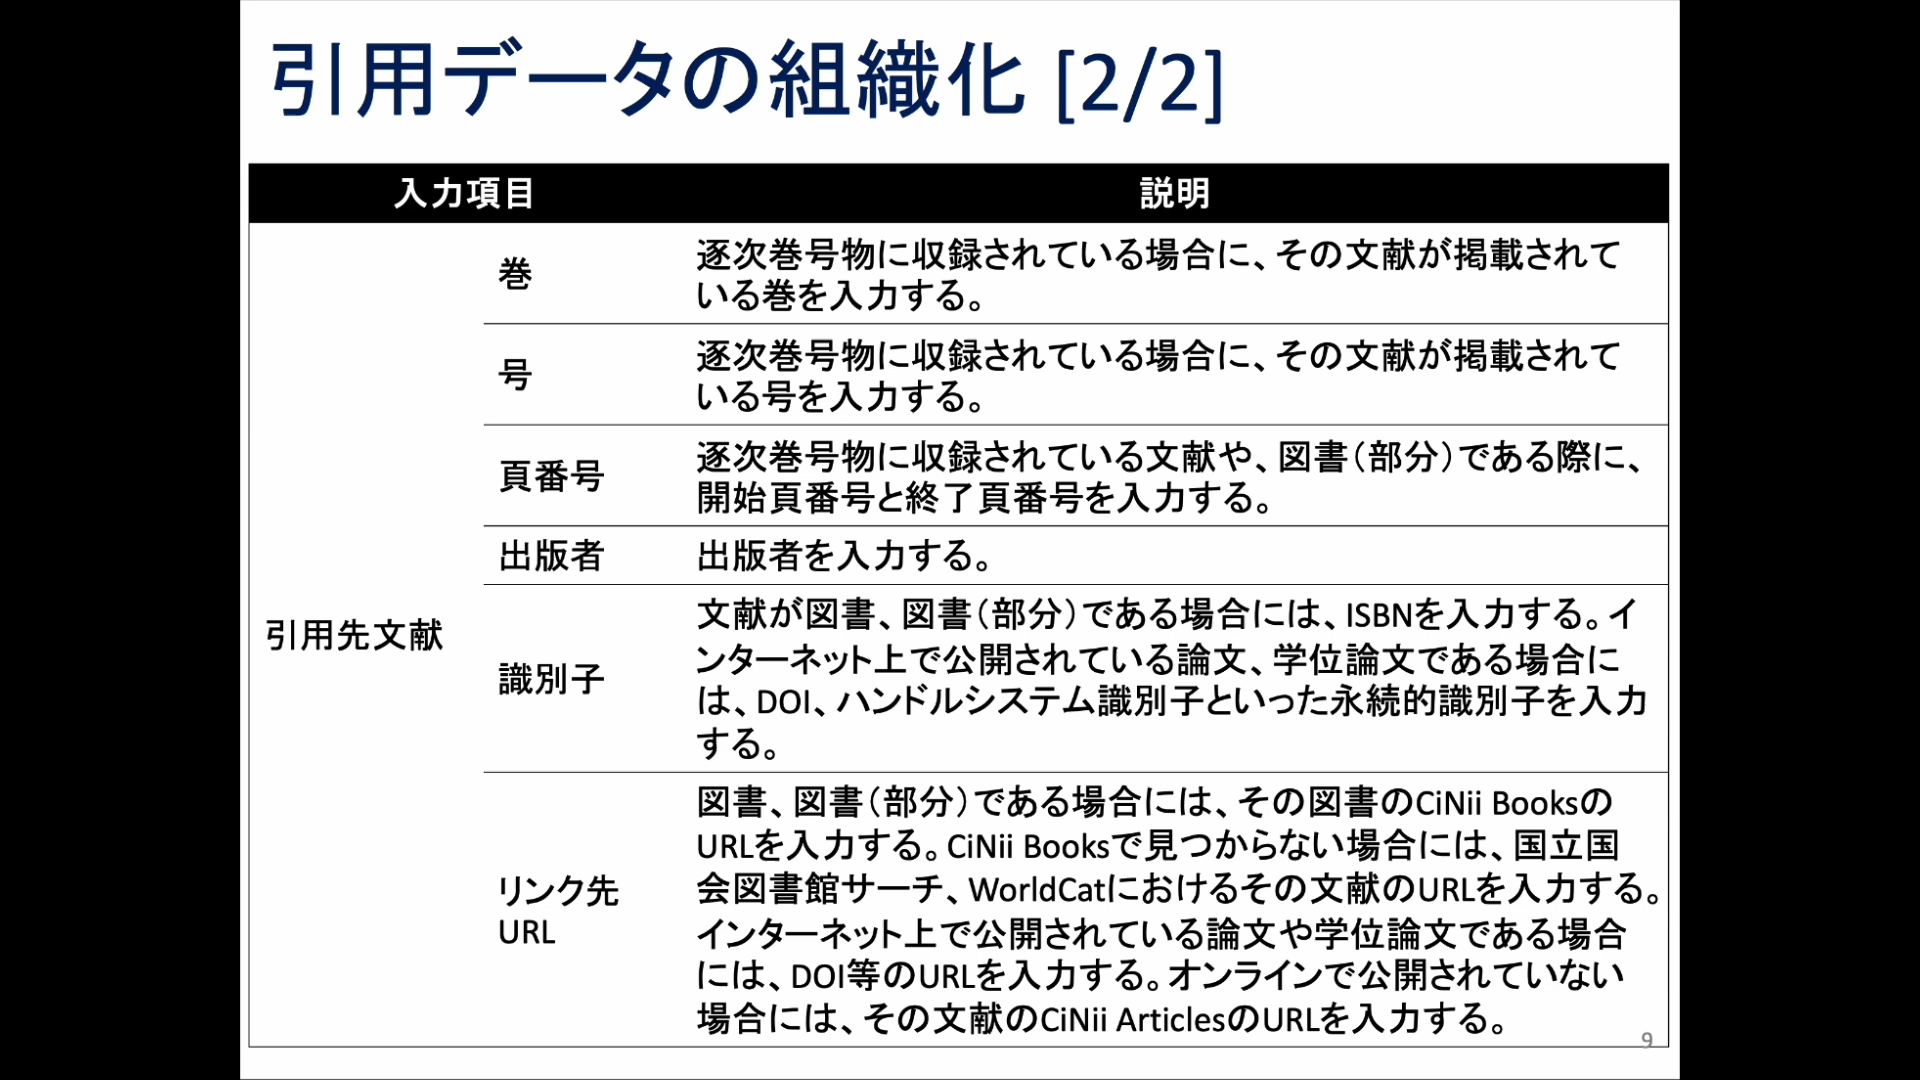 引用データの組織化 [2/2]
入力項目
説明
引用先文献
巻
逐次巻号物に収録されている場合に、その文献が掲載されて
いる巻を入力する。
号
逐次巻号物に収録されている場合に、その文献が掲載されて
いる号を入力する。
頁番号
逐次巻号物に収録されている文献や、図書（部分）である際に、
開始頁番号と終了頁番号を入力する。
出版者
出版者を入力する。
識別子
文献が図書、図書（部分）である場合には、ISBNを入力する。イ
ンターネット上で公開されている論文、学位論文である場合に
は、DOI、ハンドルシステム識別子といった永続的識別子を入力
する。
リンク先
URL
図書、図書（部分）である場合には、その図書のCiNii Booksの
URLを入力する。CiNii Booksで見つからない場合には、国立国
会図書館サーチ、WorldCatにおけるその文献のURLを入力する。
インターネット上で公開されている論文や学位論文である場合
には、DOI等のURLを入力する。オンラインで公開されていない
場合には、その文献のCiNii ArticlesのURLを入力する。
9